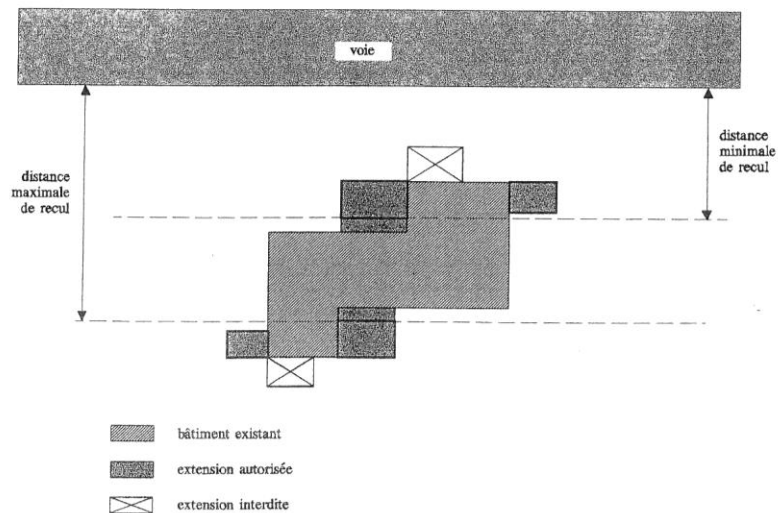 voie
distance
maximale
de recul
distance
minimale
de recul
bâtiment existant
extension autorisée
extension interdite